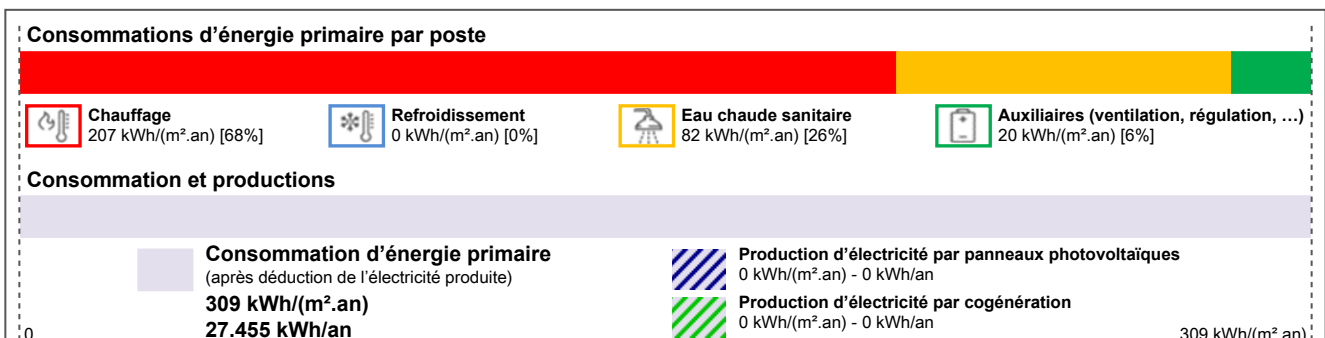 Consommations d’énergie primaire par poste
Chauffage
207 kWh/(m².an) [68%]
Refroidissement
0 kWh/(m².an) [0%]
Eau chaude sanitaire
82 kWh/(m².an) [26%]
Auxiliaires (ventilation, régulation, …)
20 kWh/(m².an) [6%]
Consommation et productions
Consommation d’énergie primaire
(après déduction de l’électricité produite)
309 kWh/(m².an)
27.455 kWh/an
Production d’électricité par panneaux photovoltaïques
0 kWh/(m².an) - 0 kWh/an
Production d’électricité par cogénération
0 kWh/(m².an) - 0 kWh/an
0
309 kWh/(m².an)